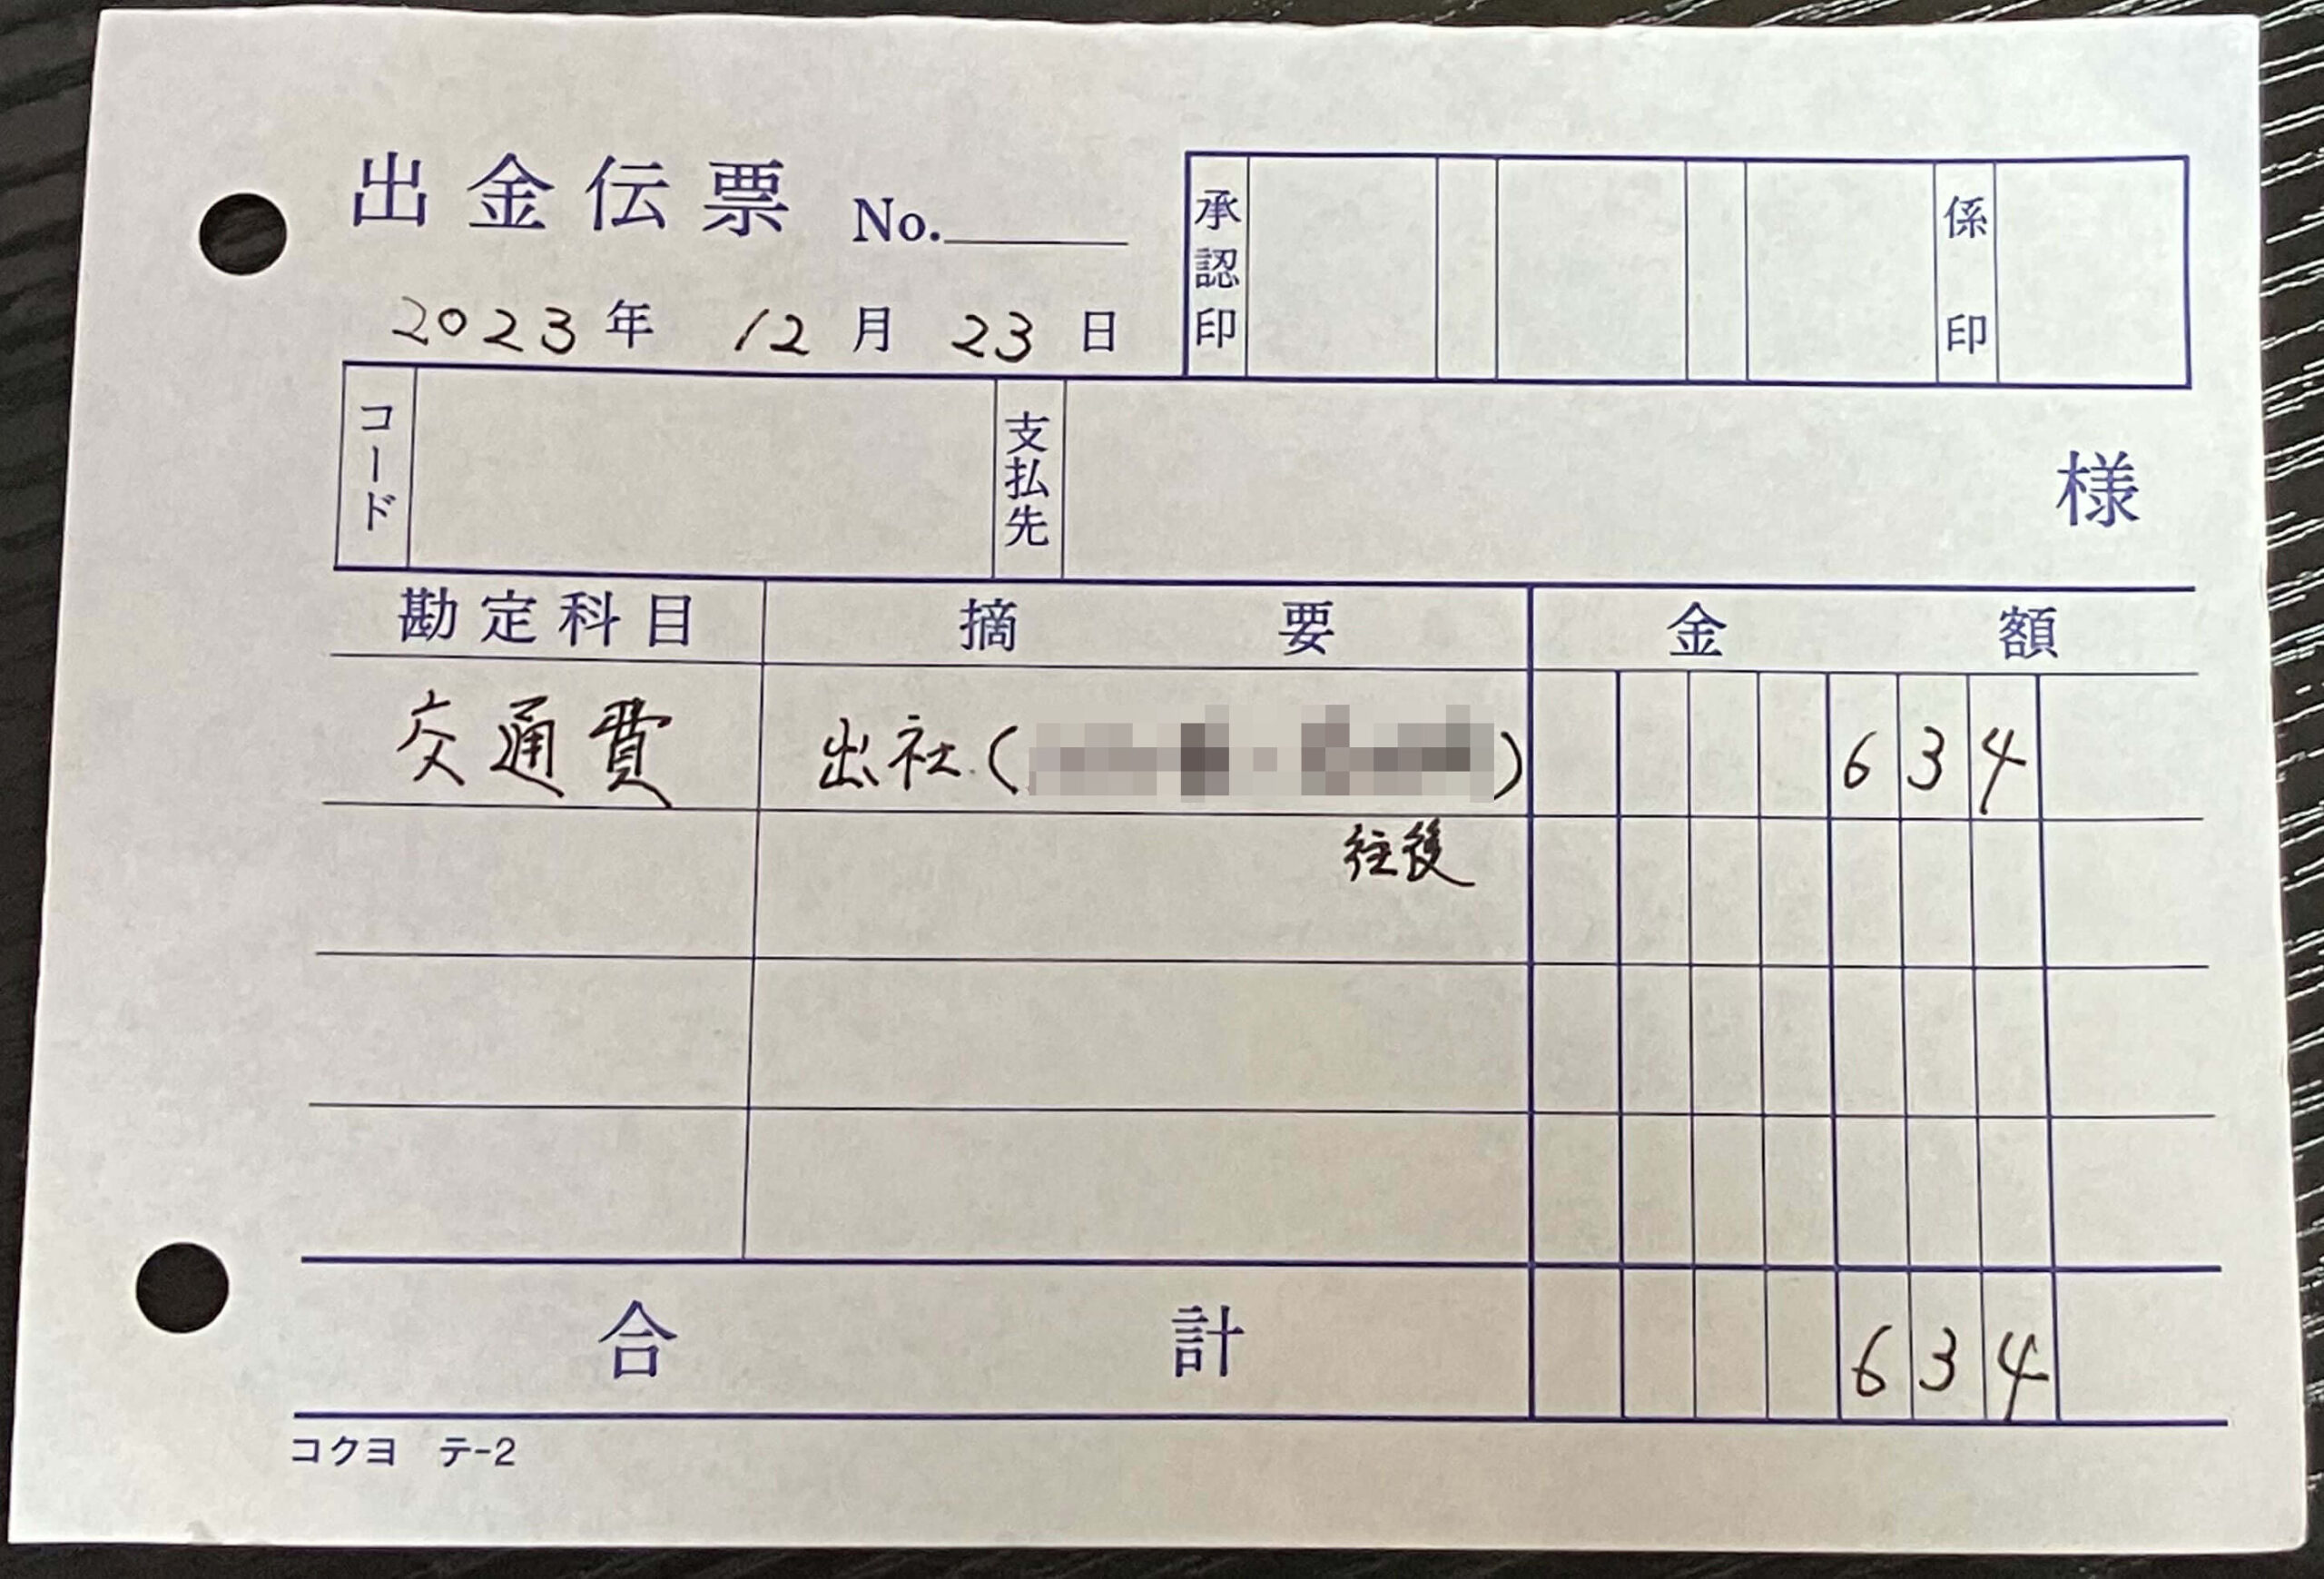 出金伝票 No.
承認印
係印
2023年 12月 23日
コード
支払先
様
勘定科目 摘要 金額
交通費 出社( ) 634
往後
合計 634
コクヨ テ-2